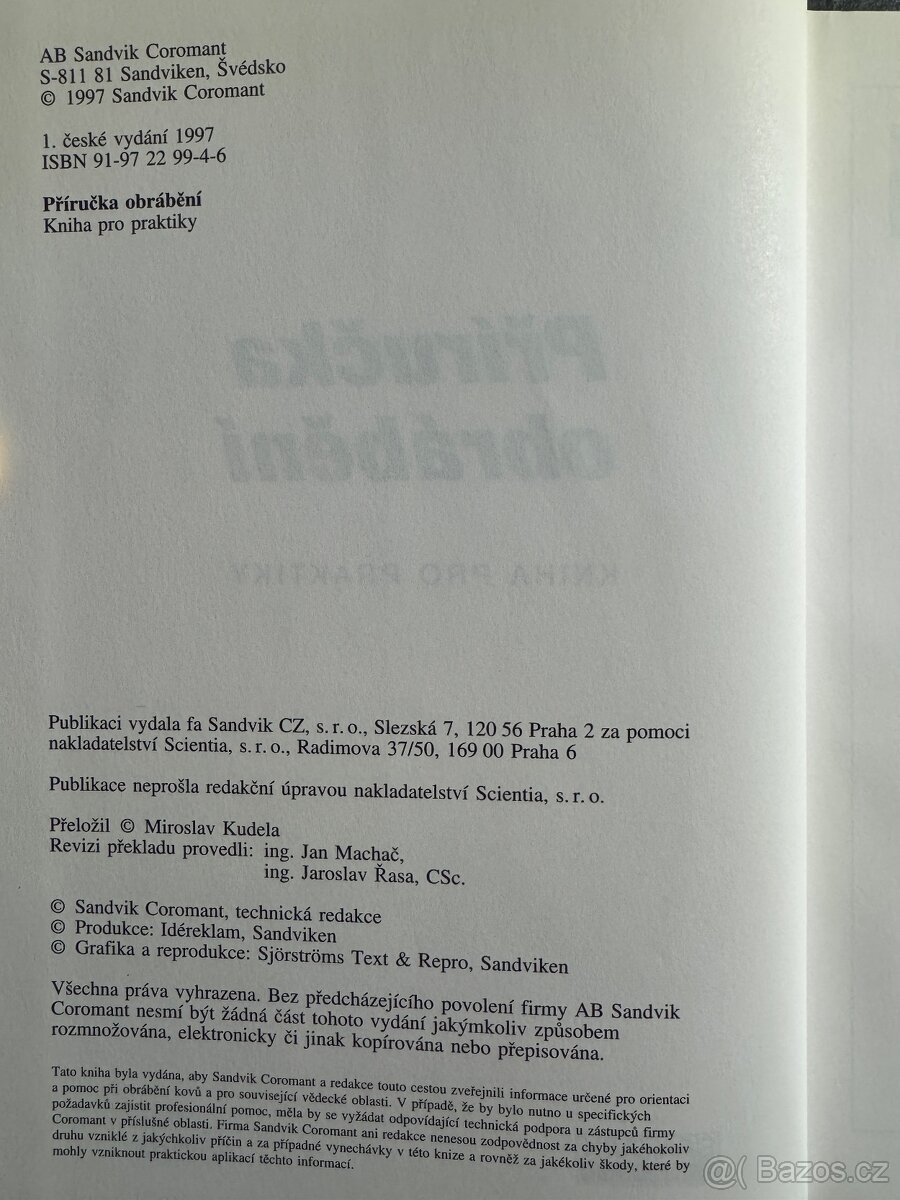 AB Sandvik Coromant
S-811 81 Sandviken, Švédsko
© 1997 Sandvik Coromant
1. české vydání 1997
ISBN 91-97 22 99-4-6
Příručka obrábění
Kniha pro praktiky
Příručka
obrábění
KNIHA PRO PRAKTIKY
Publikaci vydala fa Sandvik CZ, s. r. o., Slezská 7, 120 56 Praha 2 za pomoci
nakladatelství Scientia, s. r. o., Radimova 37/50, 169 00 Praha 6
Publikace neprošla redakční úpravou nakladatelství Scientia, s. r. o.
Přeložil © Miroslav Kudela
Revizi překladu provedli: ing. Jan Machač,
ing. Jaroslav Řasa, CSc.
© Sandvik Coromant, technická redakce
© Produkce: Idéreklam, Sandviken
© Grafika a reprodukce: Sjörströms Text & Repro, Sandviken
Všechna práva vyhrazena. Bez předcházejícího povolení firmy AB Sandvik
Coromant nesmí být žádná část tohoto vydání jakýmkoliv způsobem
rozmnožována, elektronicky či jinak kopírována nebo přepisována.
Tato kniha byla vydána, aby Sandvik Coromant a redakce touto cestou zveřejnili informace určené pro orientaci
a pomoc při obrábění kovů a pro související vědecké oblasti. V případě, že by bylo nutno u specifických
požadavků zajistit profesionální pomoc, měla by se vyžádat odpovídající technická podpora u zástupců firmy
Coromant v příslušné oblasti. Firma Sandvik Coromant ani redakce nenesou zodpovědnost za chyby jakéhokoliv
druhu vzniklé z jakýchkoliv příčin a za případné vynechávky v této knize a rovněž za jakékoliv škody, které by
mohly vzniknout praktickou aplikací těchto informací.
@( Bazos.cz